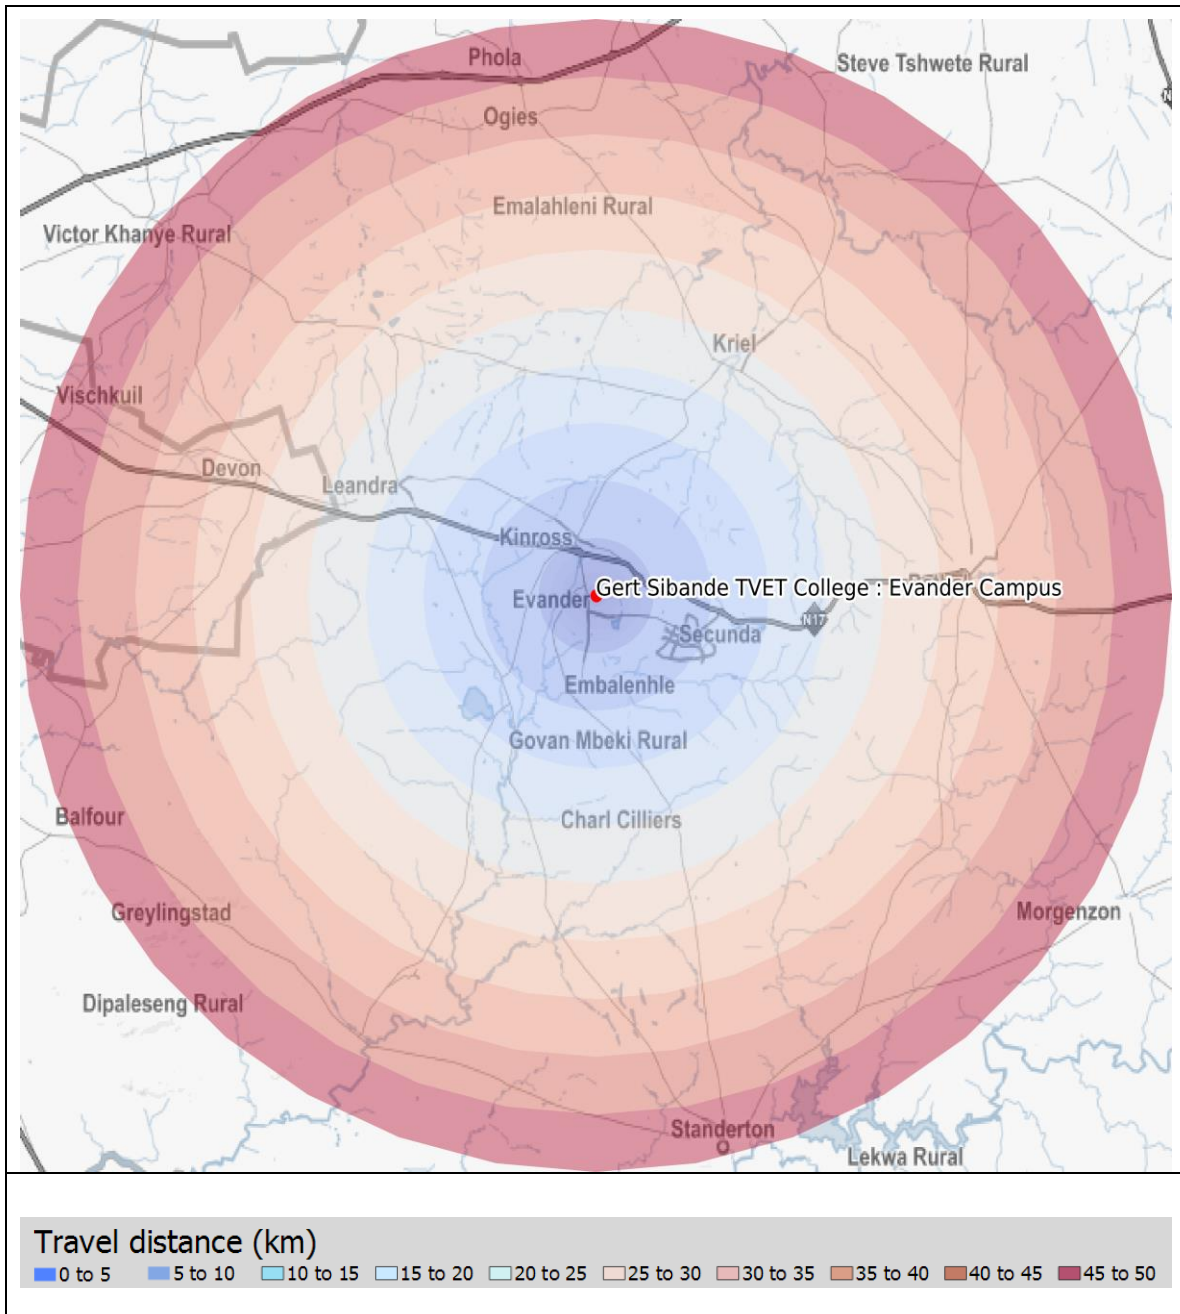 Phola
Steve Tshwete Rural
Ogies
Emalahleni Rural
Victor Khanye Rural
Kriel
Vischkuil
Devon
Leandra
Kinross
Gert Sibande TVET College : Evander Campus
Evander
N17
Secunda
Embalenhle
Govan Mbeki Rural
Balfour
Charl Cilliers
Greylingstad
Morgenzon
Dipaleseng Rural
Standerton
Lekwa Rural
Travel distance (km)
0 to 5 5 to 10 10 to 15 15 to 20 20 to 25 25 to 30 30 to 35 35 to 40 40 to 45 45 to 50